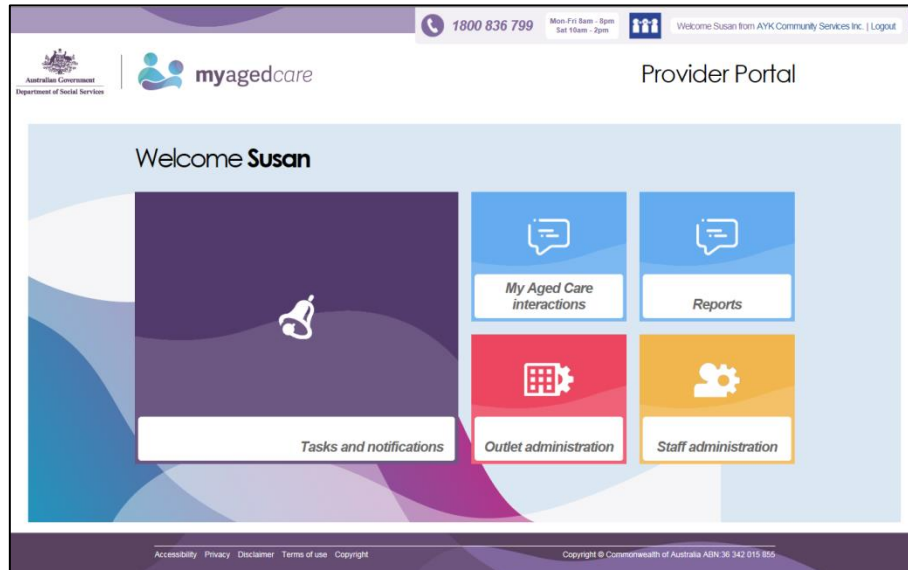 1800 836 799
Mon-Fri 8am - 8pm
Sat 10am - 2pm
Welcome Susan from AYK Community Services Inc. | Logout
Australian Government
Department of Social Services
myagedcare
Provider Portal
Welcome Susan
Tasks and notifications
My Aged Care
interactions
Reports
Outlet administration
Staff administration
Accessibility Privacy Disclaimer Terms of use Copyright
Copyright © Commonwealth of Australia ABN:36 342 015 855